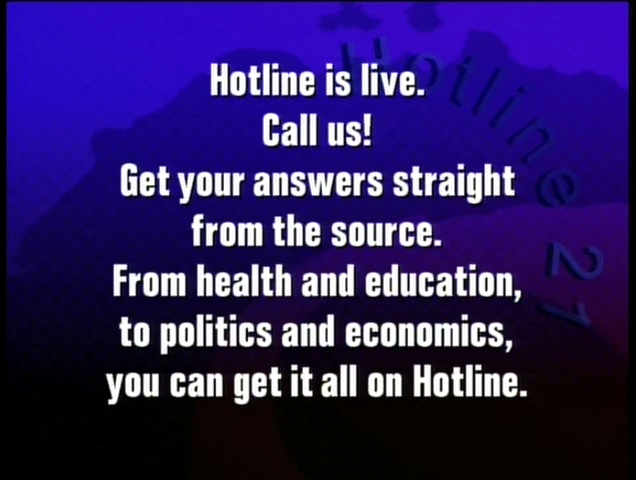 Hotline is live.
Call us!
Get your answers straight
from the source.
From health and education,
to politics and economics,
you can get it all on Hotline.
Hotline 21